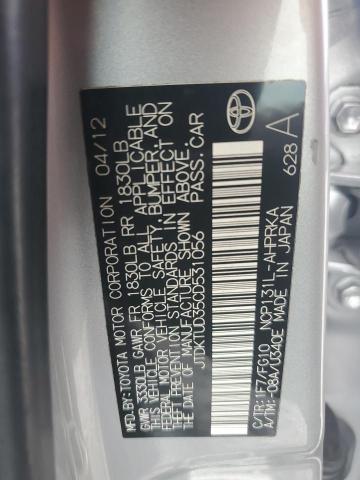 MFD. BY: TOYOTA MOTOR CORPORATION 04/12
GVWR 3330LB GAWR FR 1830LB RR 1830LB
THIS VEHICLE CONFORMS TO ALL APPLICABLE
FEDERAL MOTOR VEHICLE SAFETY, BUMPER, AND
THEFT PREVENTION STANDARDS IN EFFECT ON
THE DATE OF MANUFACTURE SHOWN ABOVE.
JTDKTUD35CD531056 PASS. CAR
C/TR: 1F7/FG10 NCP131L-AHPRKA
A/TM: -08A/U340E MADE IN JAPAN
628 A
TOYOTA